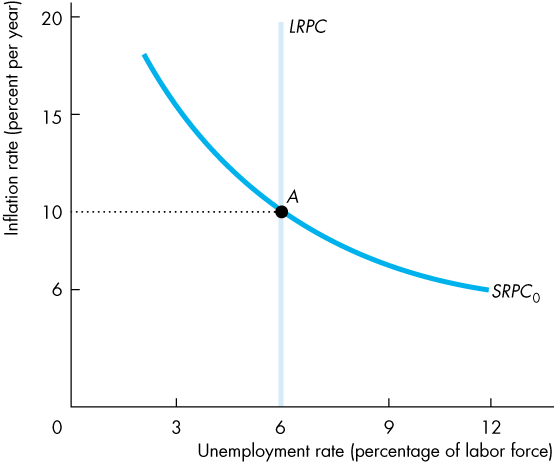 Inflation rate (percent per year)
20
LRPC
15
A
10
6
SRPC0
0
3
6
9
12
Unemployment rate (percentage of labor force)